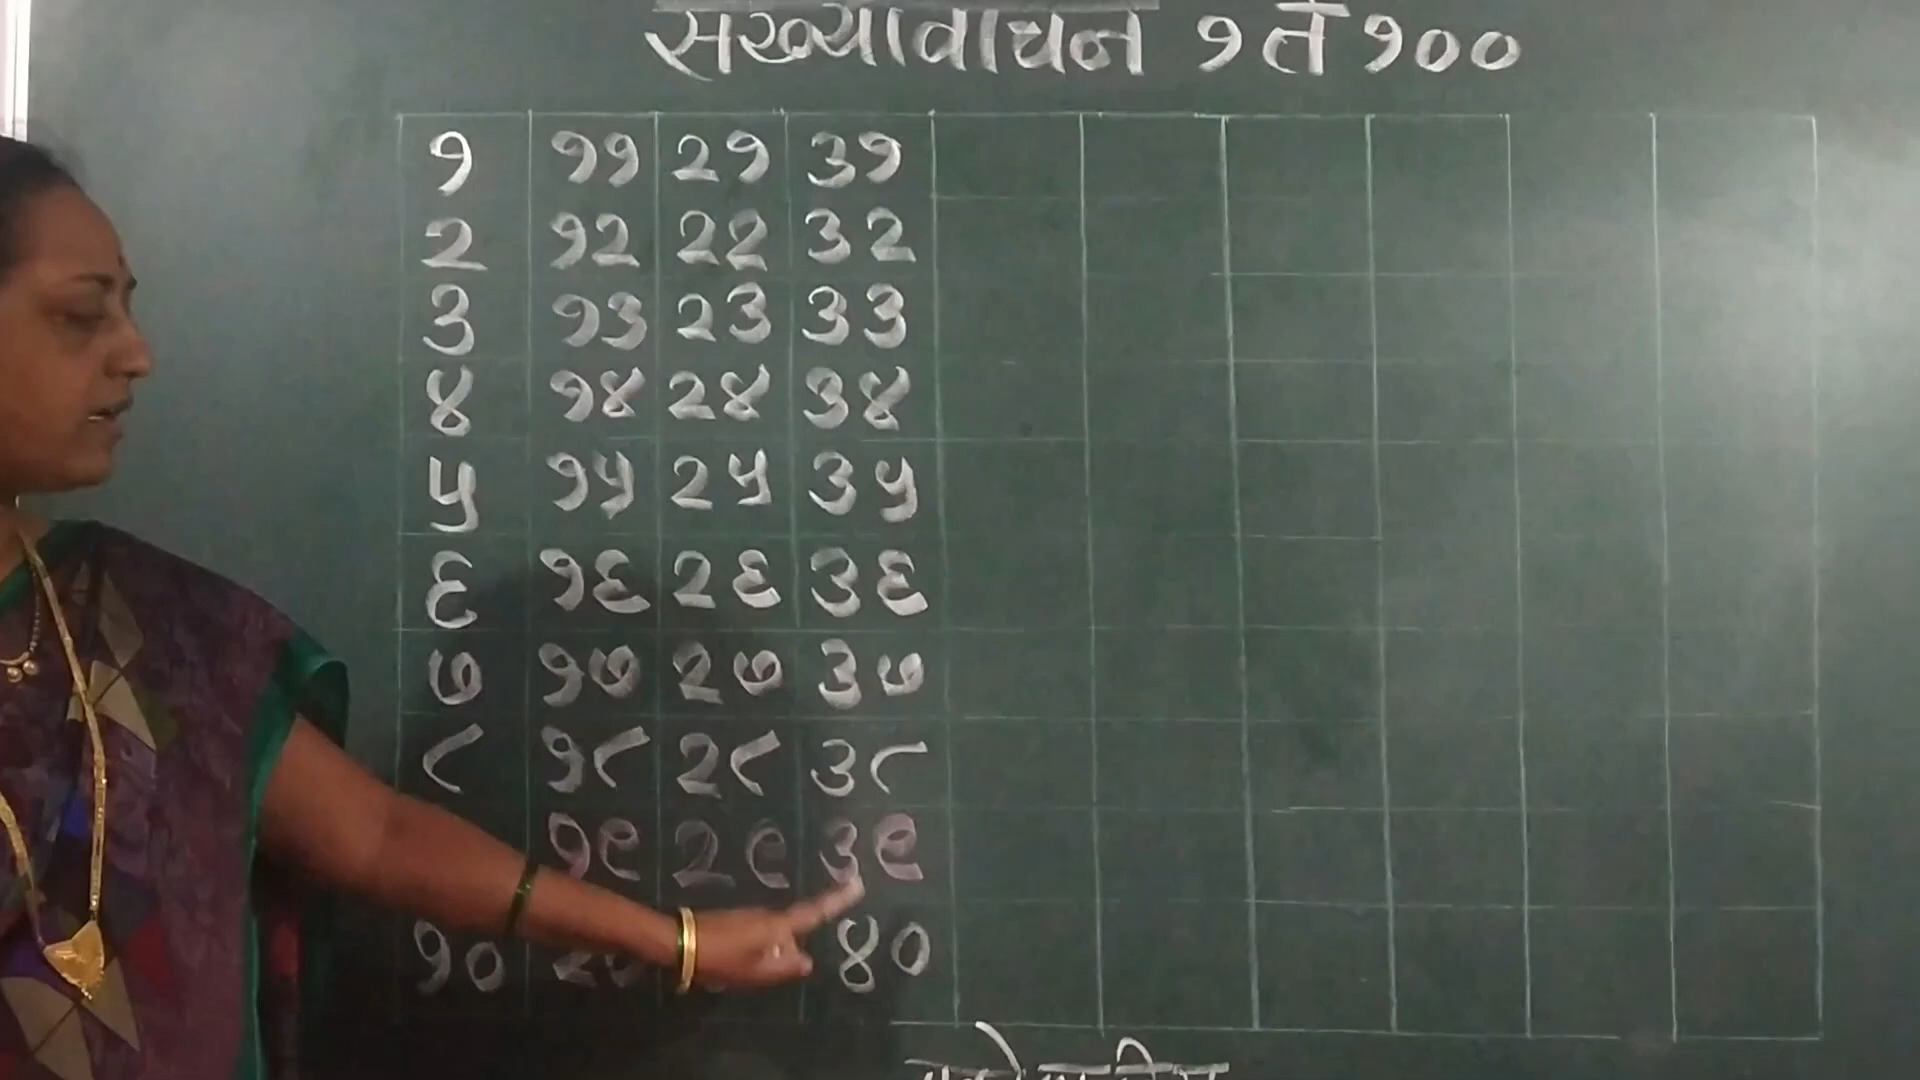 सख्यावाचन १ ते १००
१ ११ २१ ३१
२ १२ २२ ३२
३ १३ २३ ३३
४ १४ २४ ३४
५ १५ २५ ३५
६ १६ २६ ३६
७ १७ २७ ३७
८ १८ २८ ३८
१९ २९ ३९
१० २० ४०